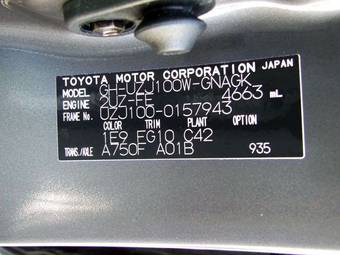 TOYOTA MOTOR CORPORATION JAPAN
MODEL GH-UZJ100W-GNAGK
ENGINE 2UZ-FE 4663 mL
FRAME No. UZJ100-0157943
COLOR TRIM PLANT OPTION
1E9 FG10 C42
TRANS./AXLE A750F A01B 935